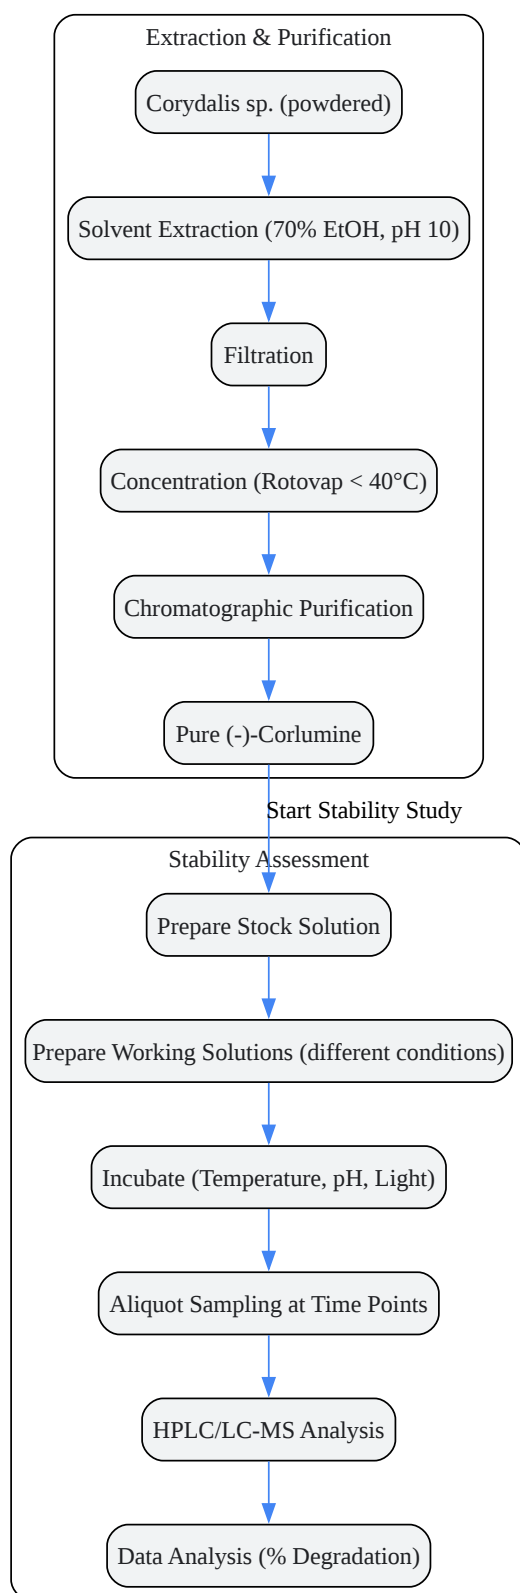 Extraction & Purification
Corydalis sp. (powdered)
Solvent Extraction (70% EtOH, pH 10)
Filtration
Concentration (Rotovap < 40°C)
Chromatographic Purification
Pure (-)-Corlumine
Start Stability Study
Stability Assessment
Prepare Stock Solution
Prepare Working Solutions (different conditions)
Incubate (Temperature, pH, Light)
Aliquot Sampling at Time Points
HPLC/LC-MS Analysis
Data Analysis (% Degradation)